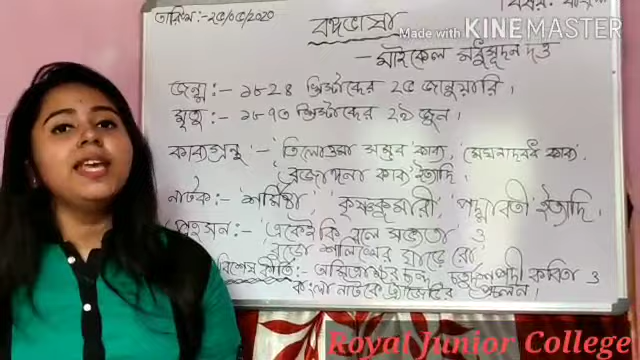 তারিখ:- ২৫/০৫/২০২০
বিষয়:
বঙ্গভাষা
Made with KINEMASTER
- মাইকেল মধুসূদন দত্ত
জন্ম:- ১৮২৪ খ্রিস্টাব্দের ২৫ জানুয়ারি।
মৃত্যু:- ১৮৭৩ খ্রিস্টাব্দের ২৯ জুন।
কাব্যগ্রন্থ - 'তিলোত্তমা সম্ভব কাব্য', 'মেঘনাদবধ কাব্য',
'ব্রজাঙ্গনা কাব্য' ইত্যাদি।
নাটক:- 'শর্মিষ্ঠা' 'কৃষ্ণকুমারী' 'পদ্মাবতী' ইত্যাদি।
প্রহসন:- 'একেই কি বলে সভ্যতা' ও
বুড়ো শালিখের ঘাড়ে রোঁ
বিশেষ কীর্তি:- অমিত্রাক্ষর ছন্দ, চতুর্দশপদী কবিতা ও
বাংলা নাটকে ট্র্যাজেডির প্রচলন।
Royal Junior College